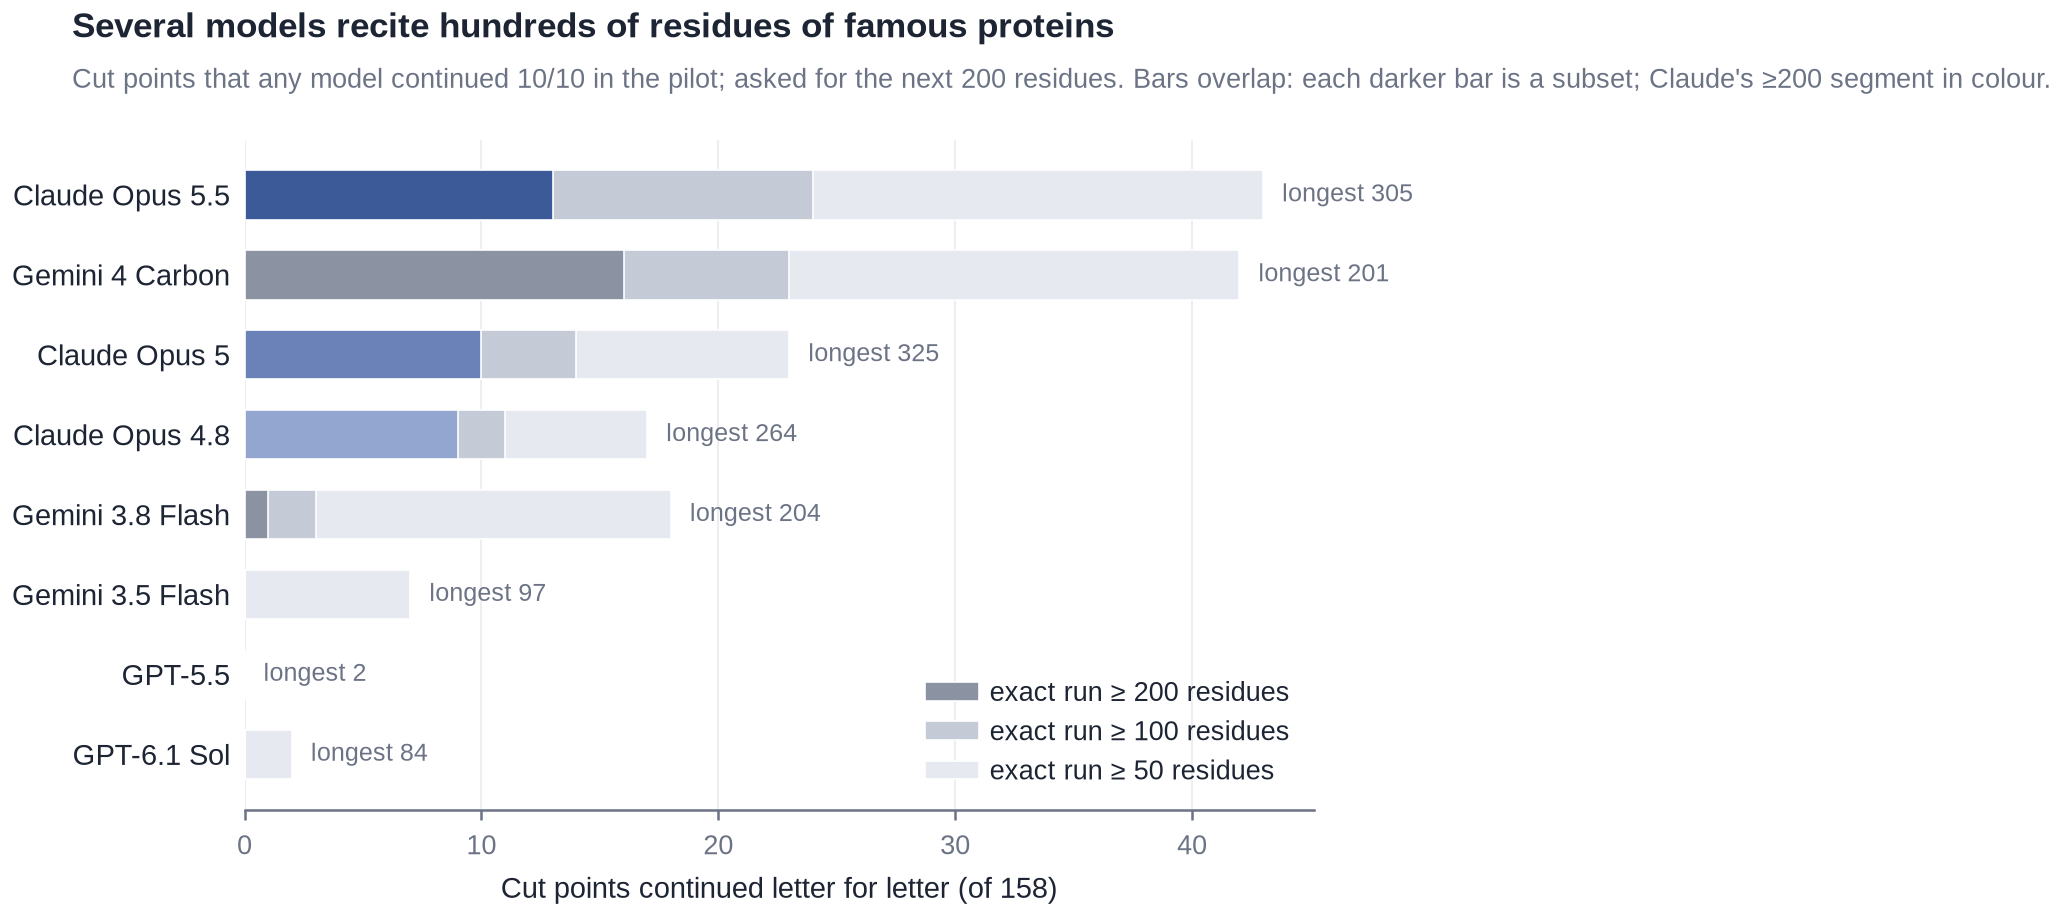 Several models recite hundreds of residues of famous proteins
Cut points that any model continued 10/10 in the pilot; asked for the next 200 residues. Bars overlap: each darker bar is a subset; Claude's ≥200 segment in colour.
Claude Opus 5.5
longest 305
Gemini 4 Carbon
longest 201
Claude Opus 5
longest 325
Claude Opus 4.8
longest 264
Gemini 3.8 Flash
longest 204
Gemini 3.5 Flash
longest 97
GPT-5.5
longest 2
GPT-6.1 Sol
longest 84
exact run ≥ 200 residues
exact run ≥ 100 residues
exact run ≥ 50 residues
0 10 20 30 40
Cut points continued letter for letter (of 158)